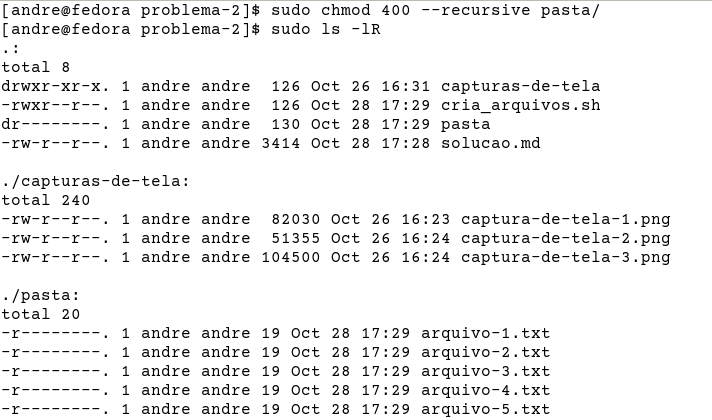 [andre@fedora problema-2]$ sudo chmod 400 --recursive pasta/
[andre@fedora problema-2]$ sudo ls -lR
.:
total 8
drwxr-xr-x. 1 andre andre  126 Oct 26 16:31 capturas-de-tela
-rwxr--r--. 1 andre andre  126 Oct 28 17:29 cria_arquivos.sh
dr--------. 1 andre andre  130 Oct 28 17:29 pasta
-rw-r--r--. 1 andre andre 3414 Oct 28 17:28 solucao.md

./capturas-de-tela:
total 240
-rw-r--r--. 1 andre andre  82030 Oct 26 16:23 captura-de-tela-1.png
-rw-r--r--. 1 andre andre  51355 Oct 26 16:24 captura-de-tela-2.png
-rw-r--r--. 1 andre andre 104500 Oct 26 16:24 captura-de-tela-3.png

./pasta:
total 20
-r--------. 1 andre andre 19 Oct 28 17:29 arquivo-1.txt
-r--------. 1 andre andre 19 Oct 28 17:29 arquivo-2.txt
-r--------. 1 andre andre 19 Oct 28 17:29 arquivo-3.txt
-r--------. 1 andre andre 19 Oct 28 17:29 arquivo-4.txt
-r--------. 1 andre andre 19 Oct 28 17:29 arquivo-5.txt